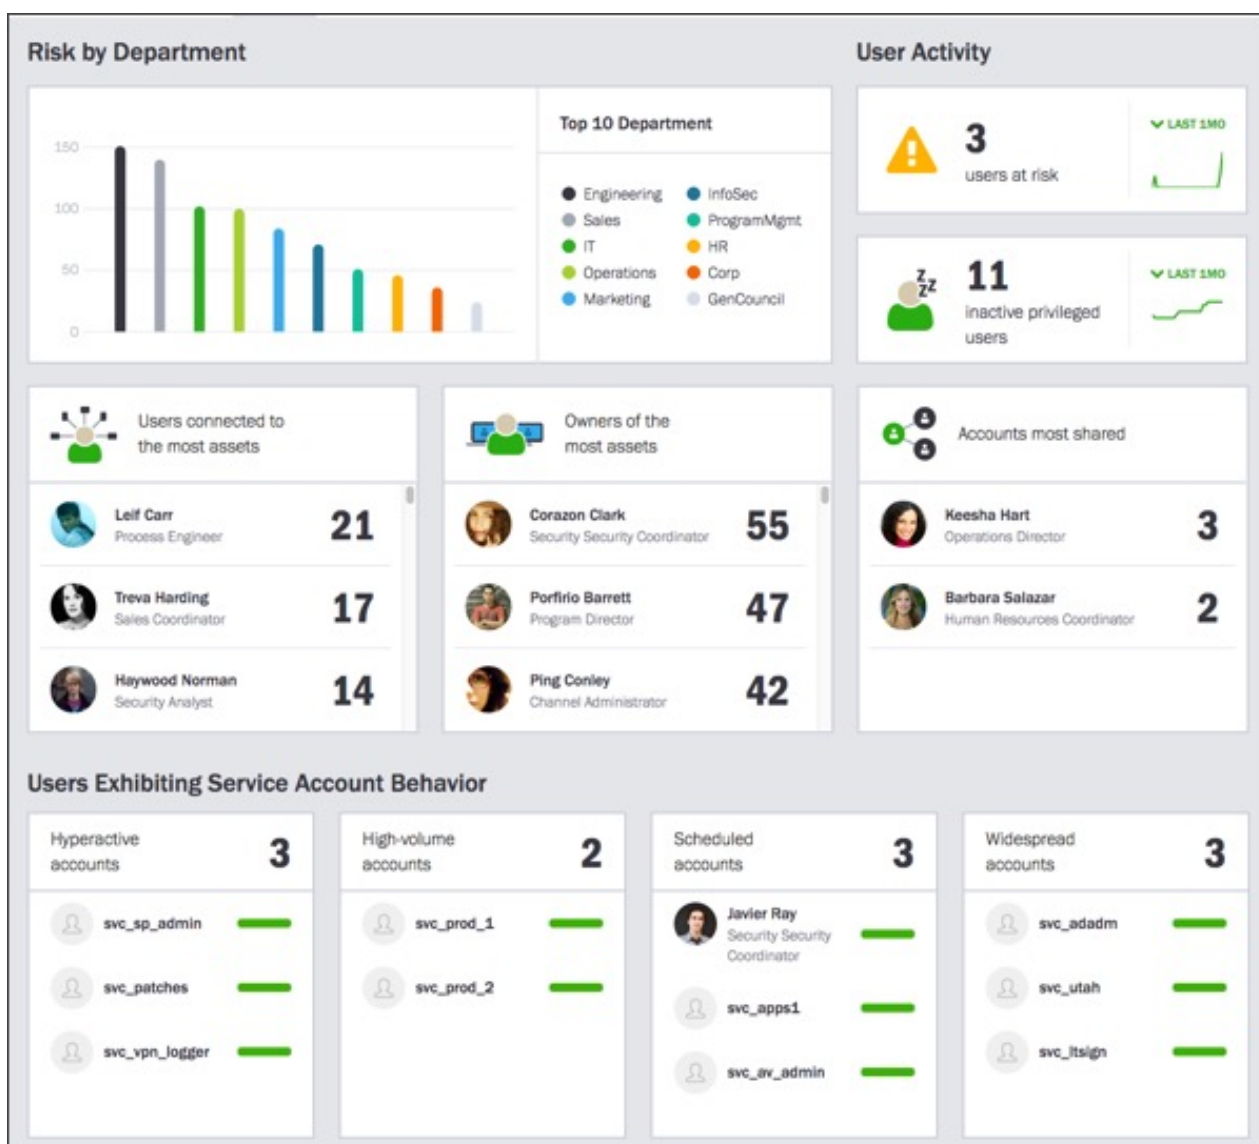 Risk by Department
150
100
50
0
Top 10 Department
Engineering
Sales
IT
Operations
Marketing
InfoSec
ProgramMgmt
HR
Corp
GenCouncil
User Activity
3
users at risk
LAST 1MO
zzz
11
inactive privileged
users
LAST 1MO
Users connected to
the most assets
Leif Carr
Process Engineer
21
Treva Harding
Sales Coordinator
17
Haywood Norman
Security Analyst
14
Owners of the
most assets
Corazon Clark
Security Security Coordinator
55
Porfirio Barrett
Program Director
47
Ping Conley
Channel Administrator
42
Accounts most shared
Keesha Hart
Operations Director
3
Barbara Salazar
Human Resources Coordinator
2
Users Exhibiting Service Account Behavior
Hyperactive
accounts
3
svc_sp_admin
svc_patches
svc_vpn_logger
High-volume
accounts
2
svc_prod_1
svc_prod_2
Scheduled
accounts
3
Javier Ray
Security Security
Coordinator
svc_apps1
svc_av_admin
Widespread
accounts
3
svc_adadm
svc_utah
svc_ltsign